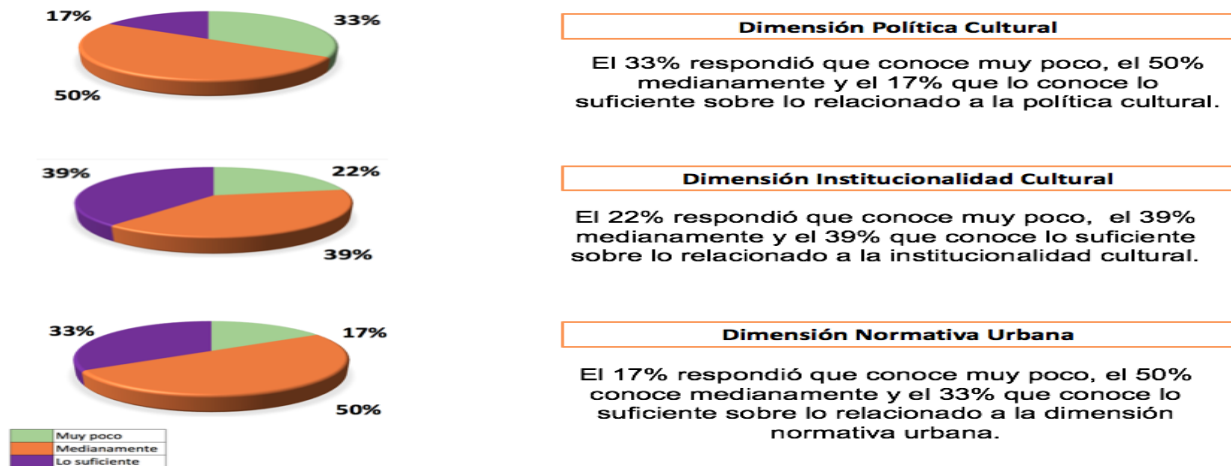 17%
33%
50%
Dimensión Política Cultural
El 33% respondió que conoce muy poco, el 50%
medianamente y el 17% que lo conoce lo
suficiente sobre lo relacionado a la política cultural.
39%
22%
39%
Dimensión Institucionalidad Cultural
El 22% respondió que conoce muy poco, el 39%
medianamente y el 39% que conoce lo suficiente
sobre lo relacionado a la institucionalidad cultural.
33%
17%
50%
Dimensión Normativa Urbana
El 17% respondió que conoce muy poco, el 50%
conoce medianamente y el 33% que conoce lo
suficiente sobre lo relacionado a la dimensión
normativa urbana.
Muy poco
Medianamente
Lo suficiente